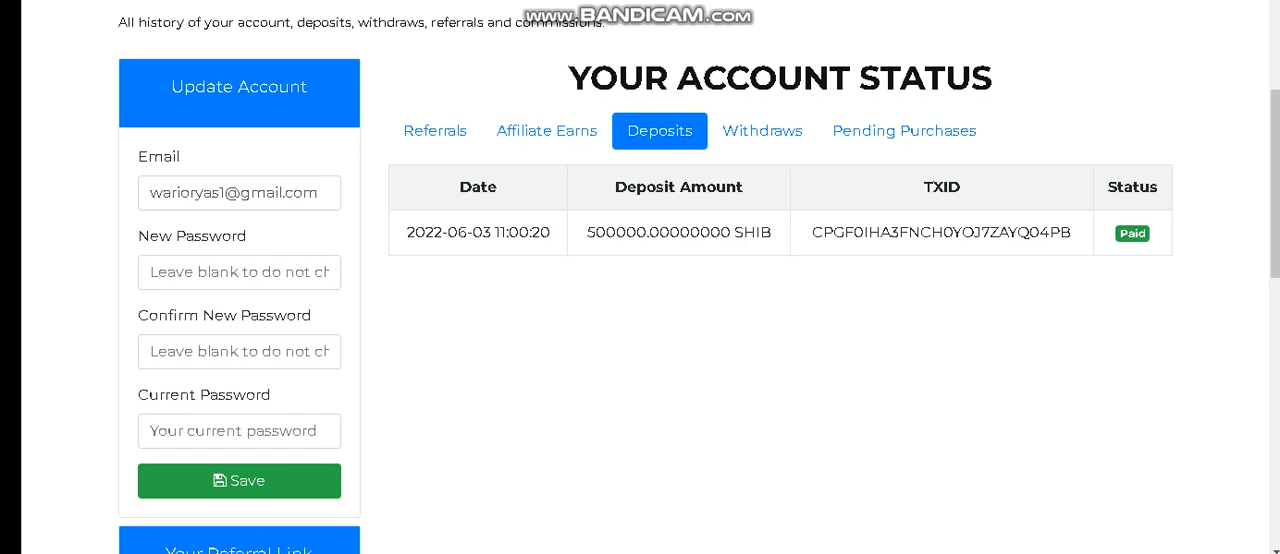 www.BANDICAM.com
All history of your account, deposits, withdraws, referrals and commissions.
Update Account
Email
warioryas1@gmail.com
New Password
Leave blank to do not ch
Confirm New Password
Leave blank to do not ch
Current Password
Your current password
Save
Your Referral Link
YOUR ACCOUNT STATUS
Referrals Affiliate Earns Deposits Withdraws Pending Purchases
Date Deposit Amount TXID Status
2022-06-03 11:00:20 500000.00000000 SHIB CPGF0IHA3FNCH0YOJ7ZAYQ04PB Paid